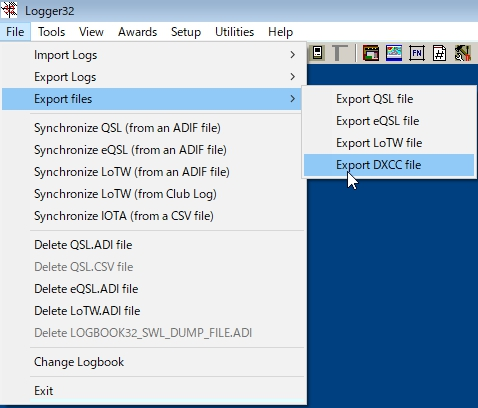 Logger32
File Tools View Awards Setup Utilities Help
Import Logs
Export Logs
Export files
Export QSL file
Export eQSL file
Export LoTW file
Export DXCC file
Synchronize QSL (from an ADIF file)
Synchronize eQSL (from an ADIF file)
Synchronize LoTW (from an ADIF file)
Synchronize LoTW (from Club Log)
Synchronize IOTA (from a CSV file)
Delete QSL.ADI file
Delete QSL.CSV file
Delete eQSL.ADI file
Delete LoTW.ADI file
Delete LOGBOOK32_SWL_DUMP_FILE.ADI
Change Logbook
Exit
FN
#